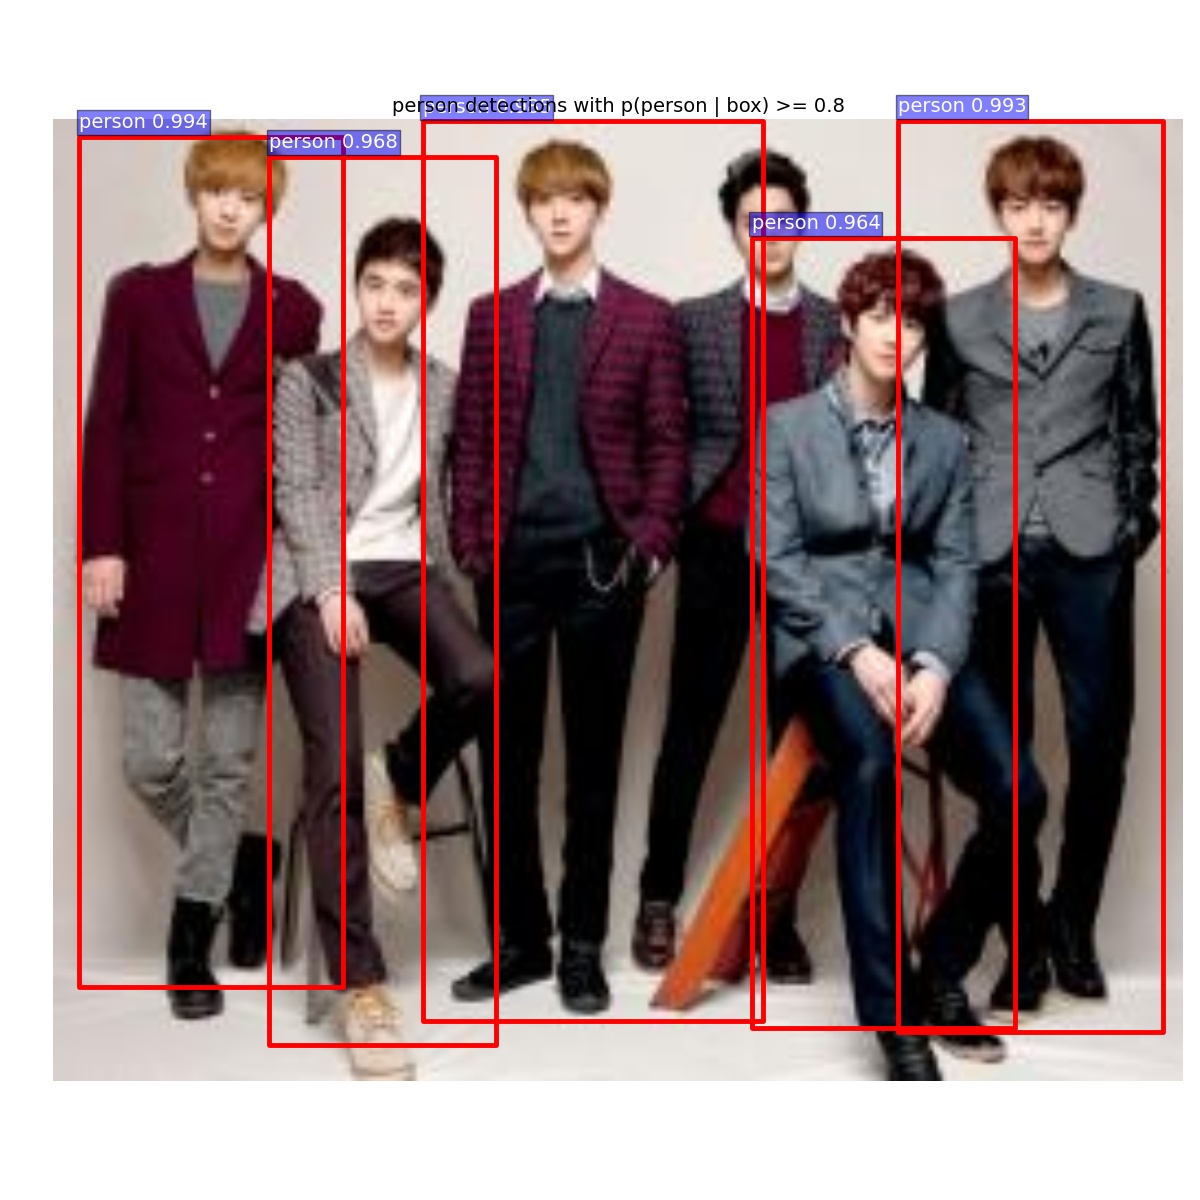 person detections with p(person | box) >= 0.8
person 0.993
person 0.994
person 0.968
person 0.964